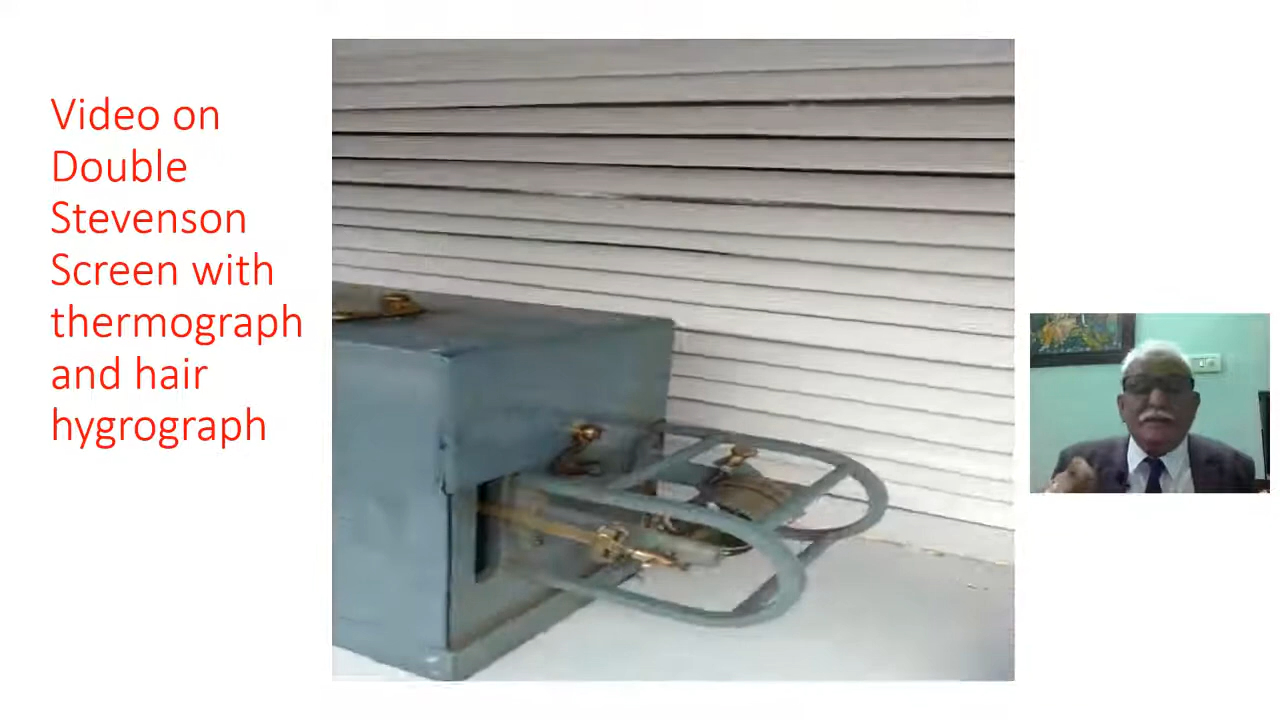 Video on
Double
Stevenson
Screen with
thermograph
and hair
hygrograph